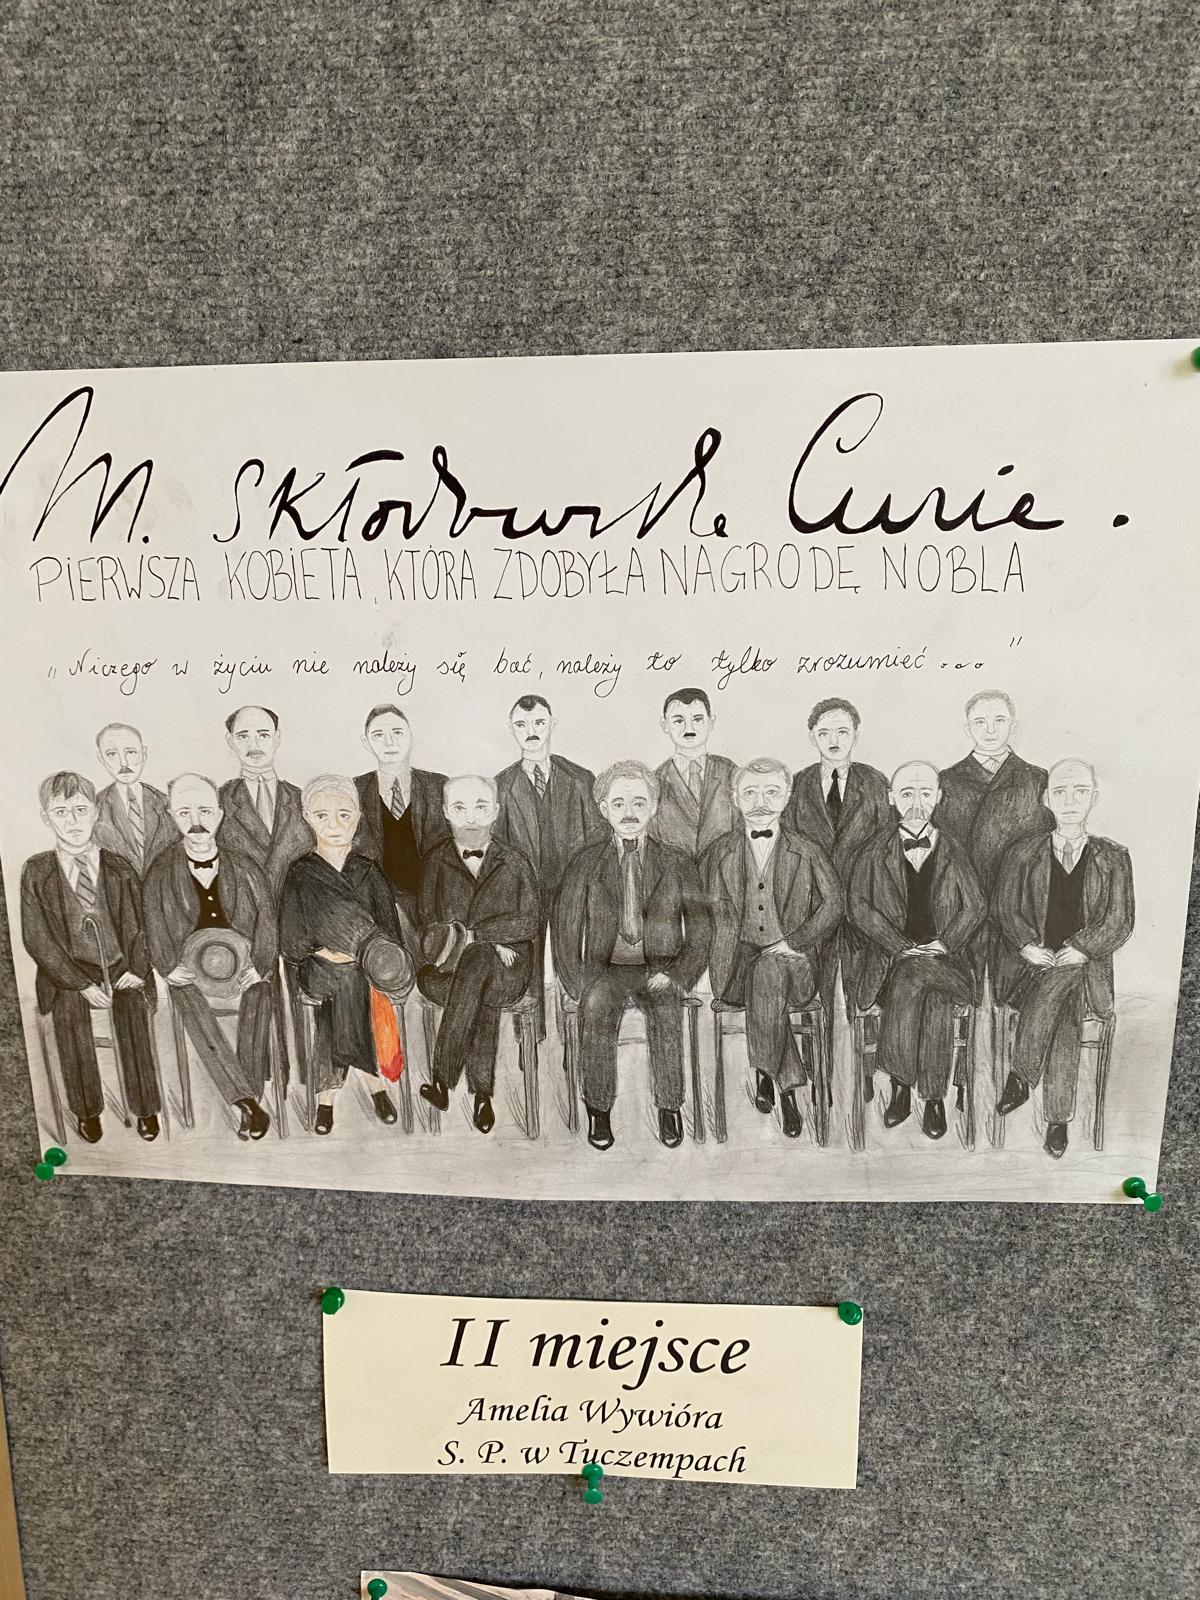 M. Skłodowska Curie.
PIERWSZA KOBIETA, KTÓRA ZDOBYŁA NAGRODĘ NOBLA
„Niczego w życiu nie należy się bać, należy to tylko zrozumieć..."
II miejsce
Amelia Wywióra
S. P. w Tuczempach